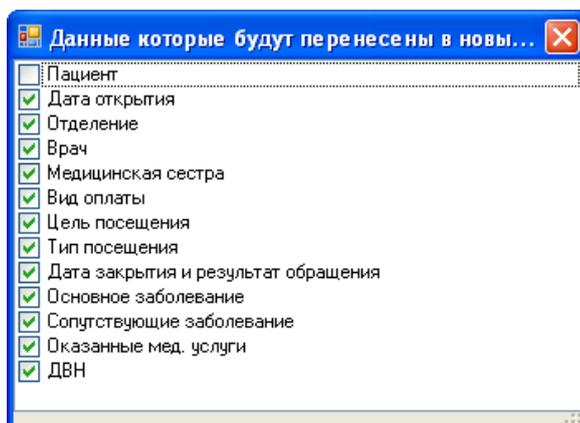 Данные которые будут перенесены в новы...
Пациент
Дата открытия
Отделение
Врач
Медицинская сестра
Вид оплаты
Цель посещения
Тип посещения
Дата закрытия и результат обращения
Основное заболевание
Сопутствующие заболевание
Оказанные мед. услуги
ДВН